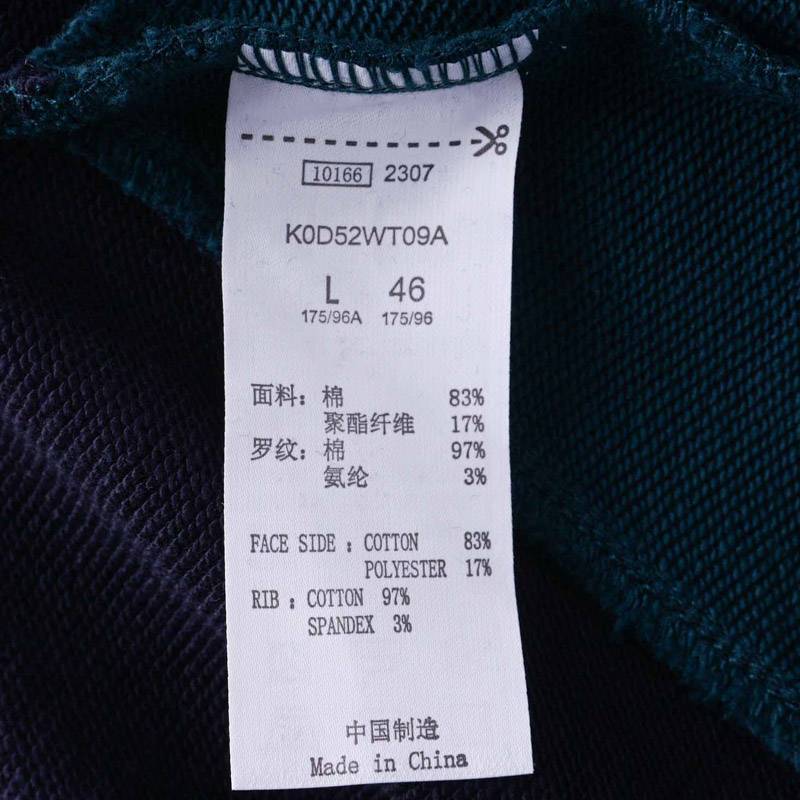 10166 2307
K0D52WT09A
L 46
175/96A 175/96
面料: 棉 83%
聚酯纤维 17%
罗纹: 棉 97%
氨纶 3%
FACE SIDE : COTTON 83%
POLYESTER 17%
RIB : COTTON 97%
SPANDEX 3%
中国制造
Made in China